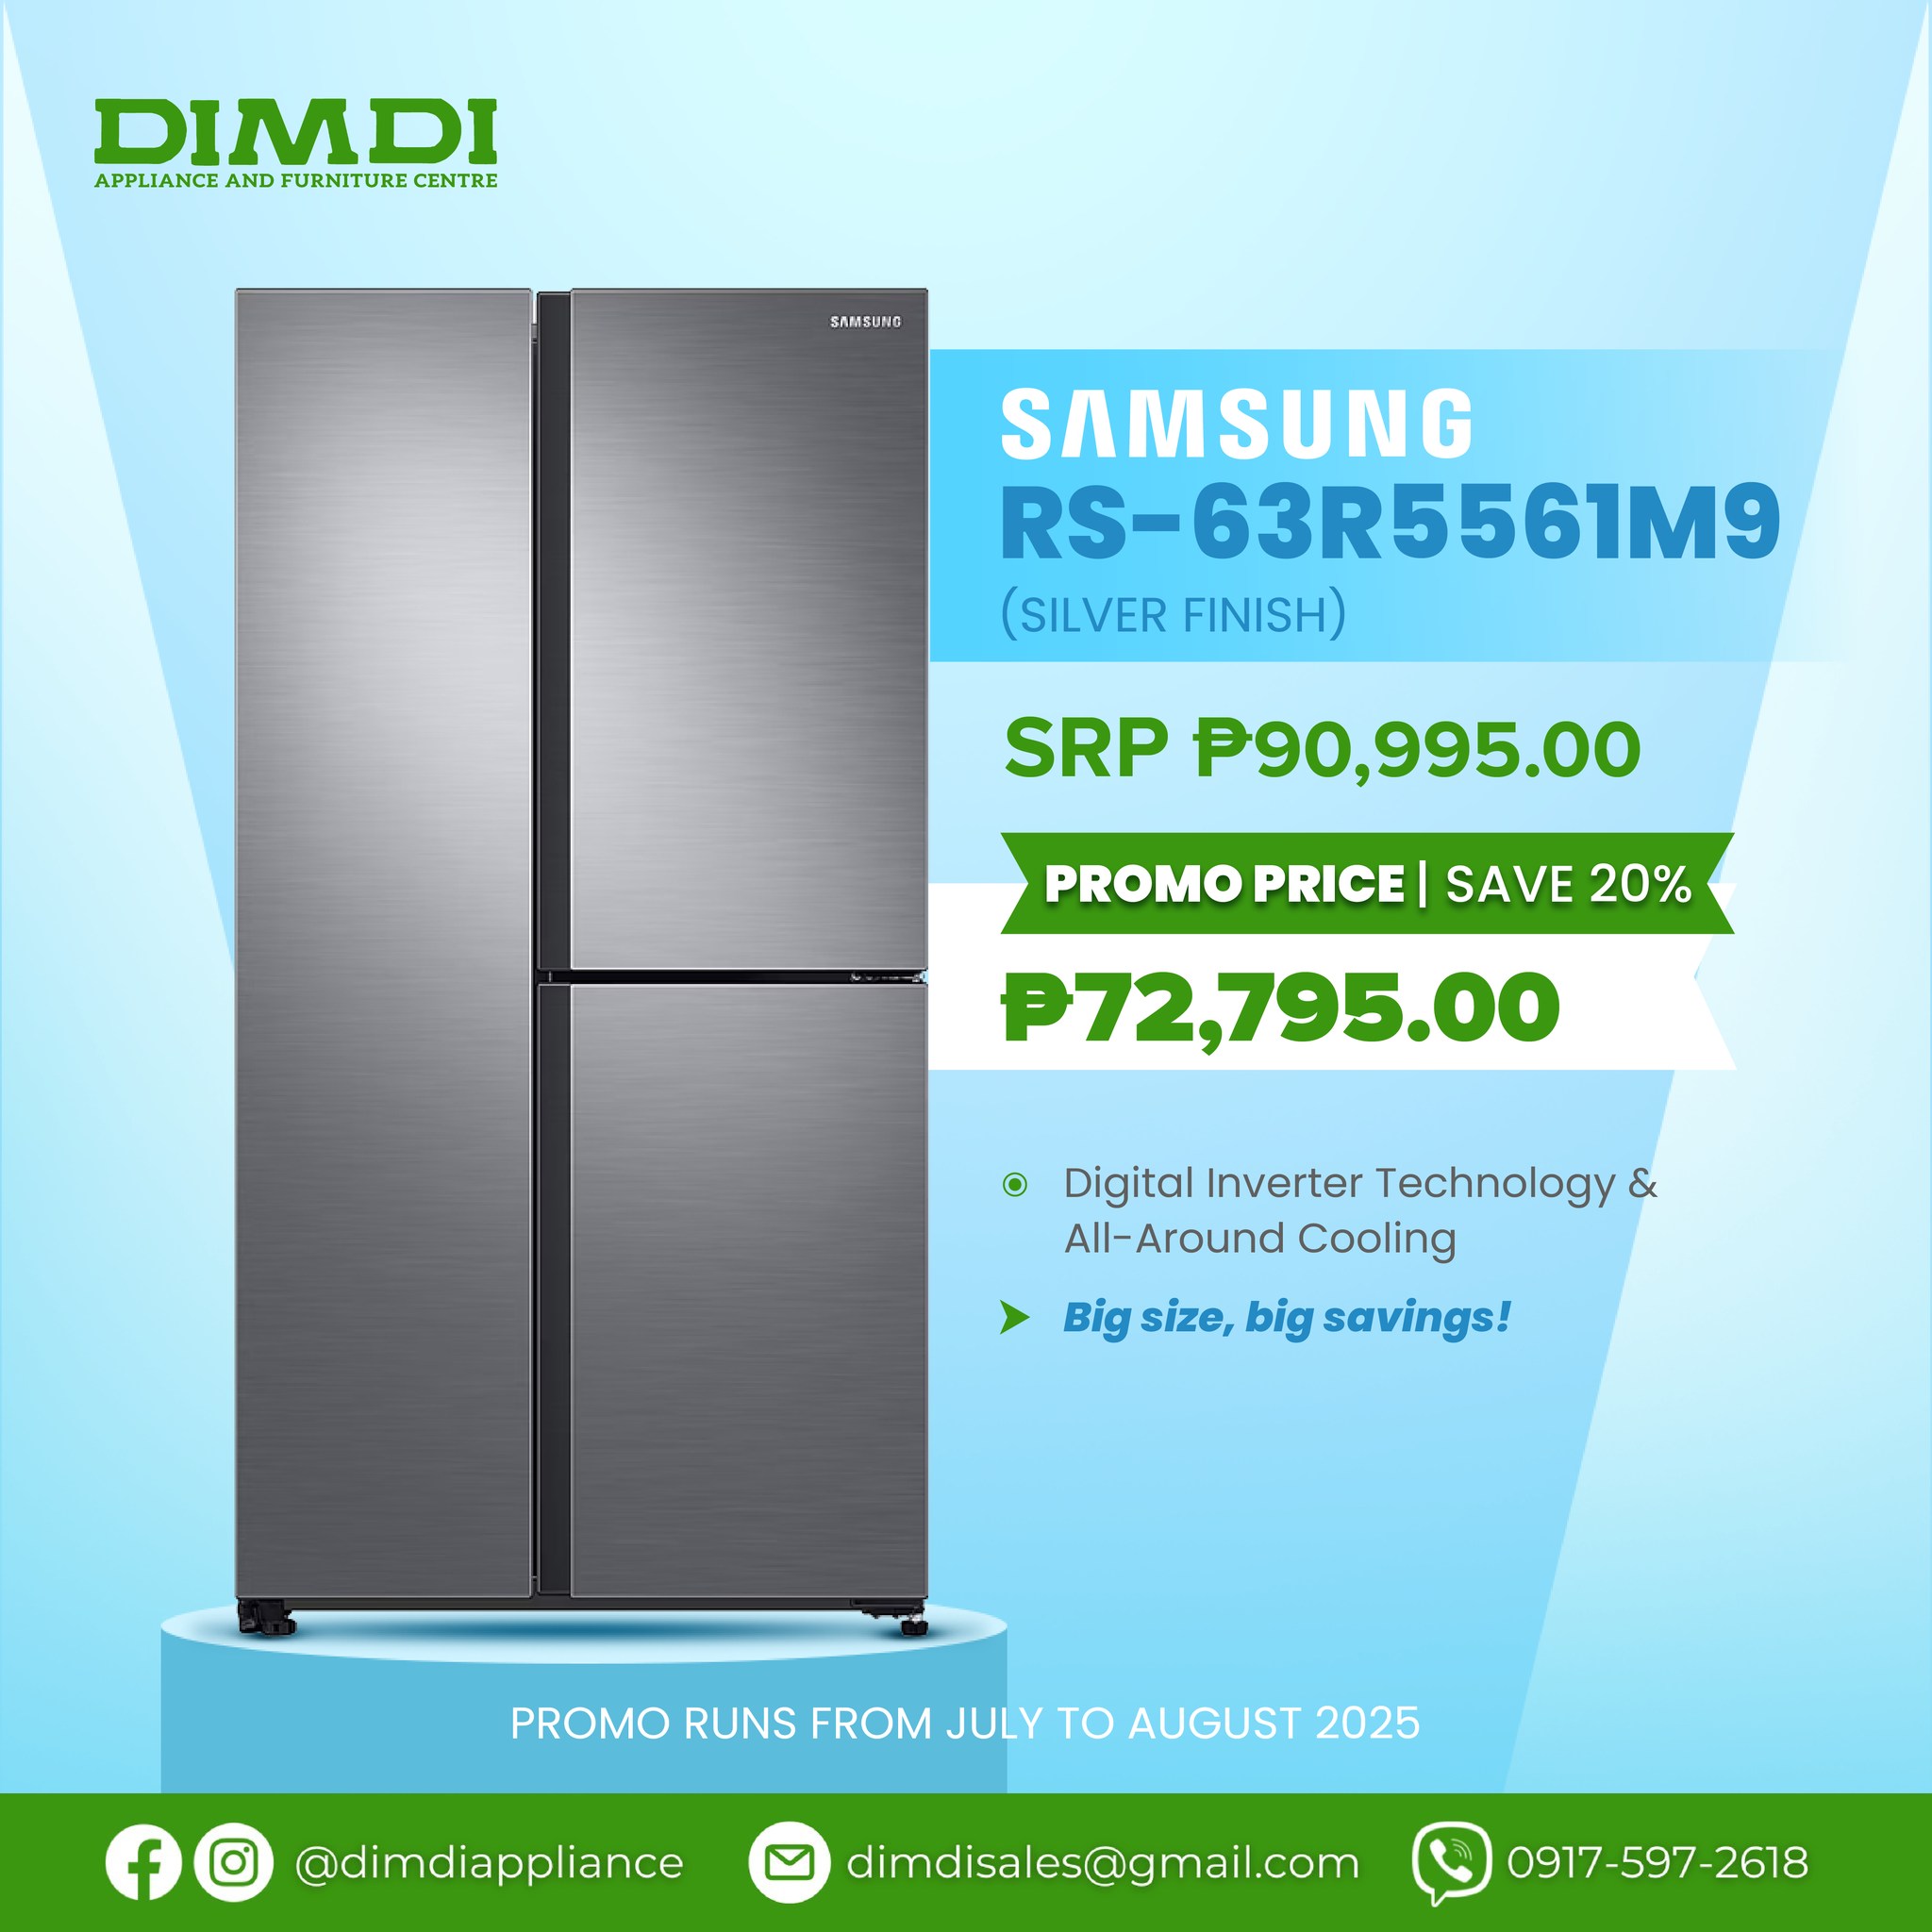 DIMDI
APPLIANCE AND FURNITURE CENTRE
SAMSUNG
SAMSUNG
RS-63R5561M9
(SILVER FINISH)
SRP ₱90,995.00
PROMO PRICE | SAVE 20%
₱72,795.00
Digital Inverter Technology &
All-Around Cooling
Big size, big savings!
PROMO RUNS FROM JULY TO AUGUST 2025
@dimdiappliance dimdisales@gmail.com 0917-597-2618